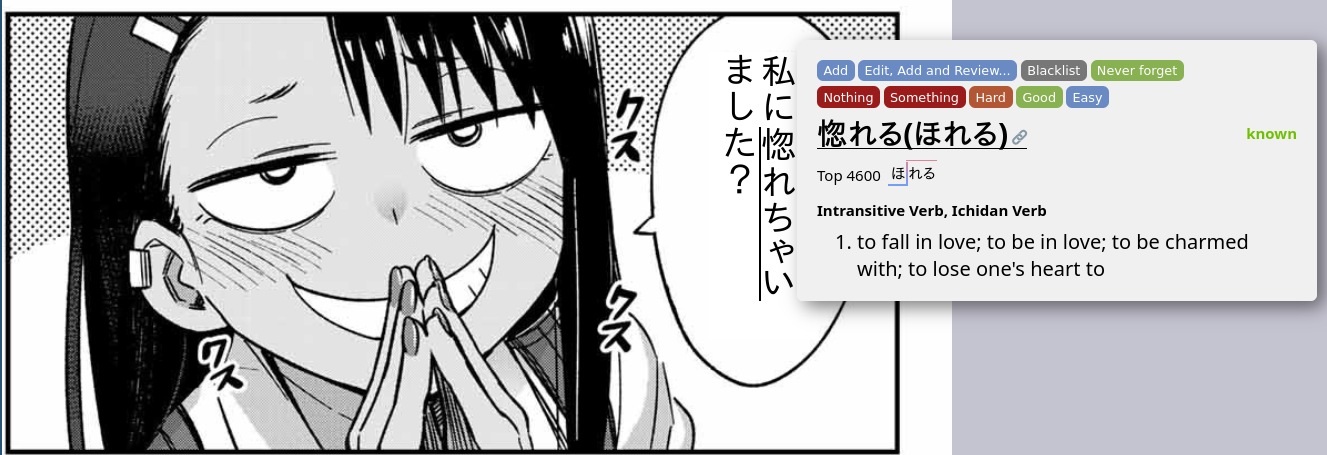 私に惚れちゃい
ました?
クス
クス
クス
Add Edit, Add and Review... Blacklist Never forget
Nothing Something Hard Good Easy
惚れる(ほれる)
known
Top 4600 ほれる
Intransitive Verb, Ichidan Verb
1. to fall in love; to be in love; to be charmed
with; to lose one's heart to